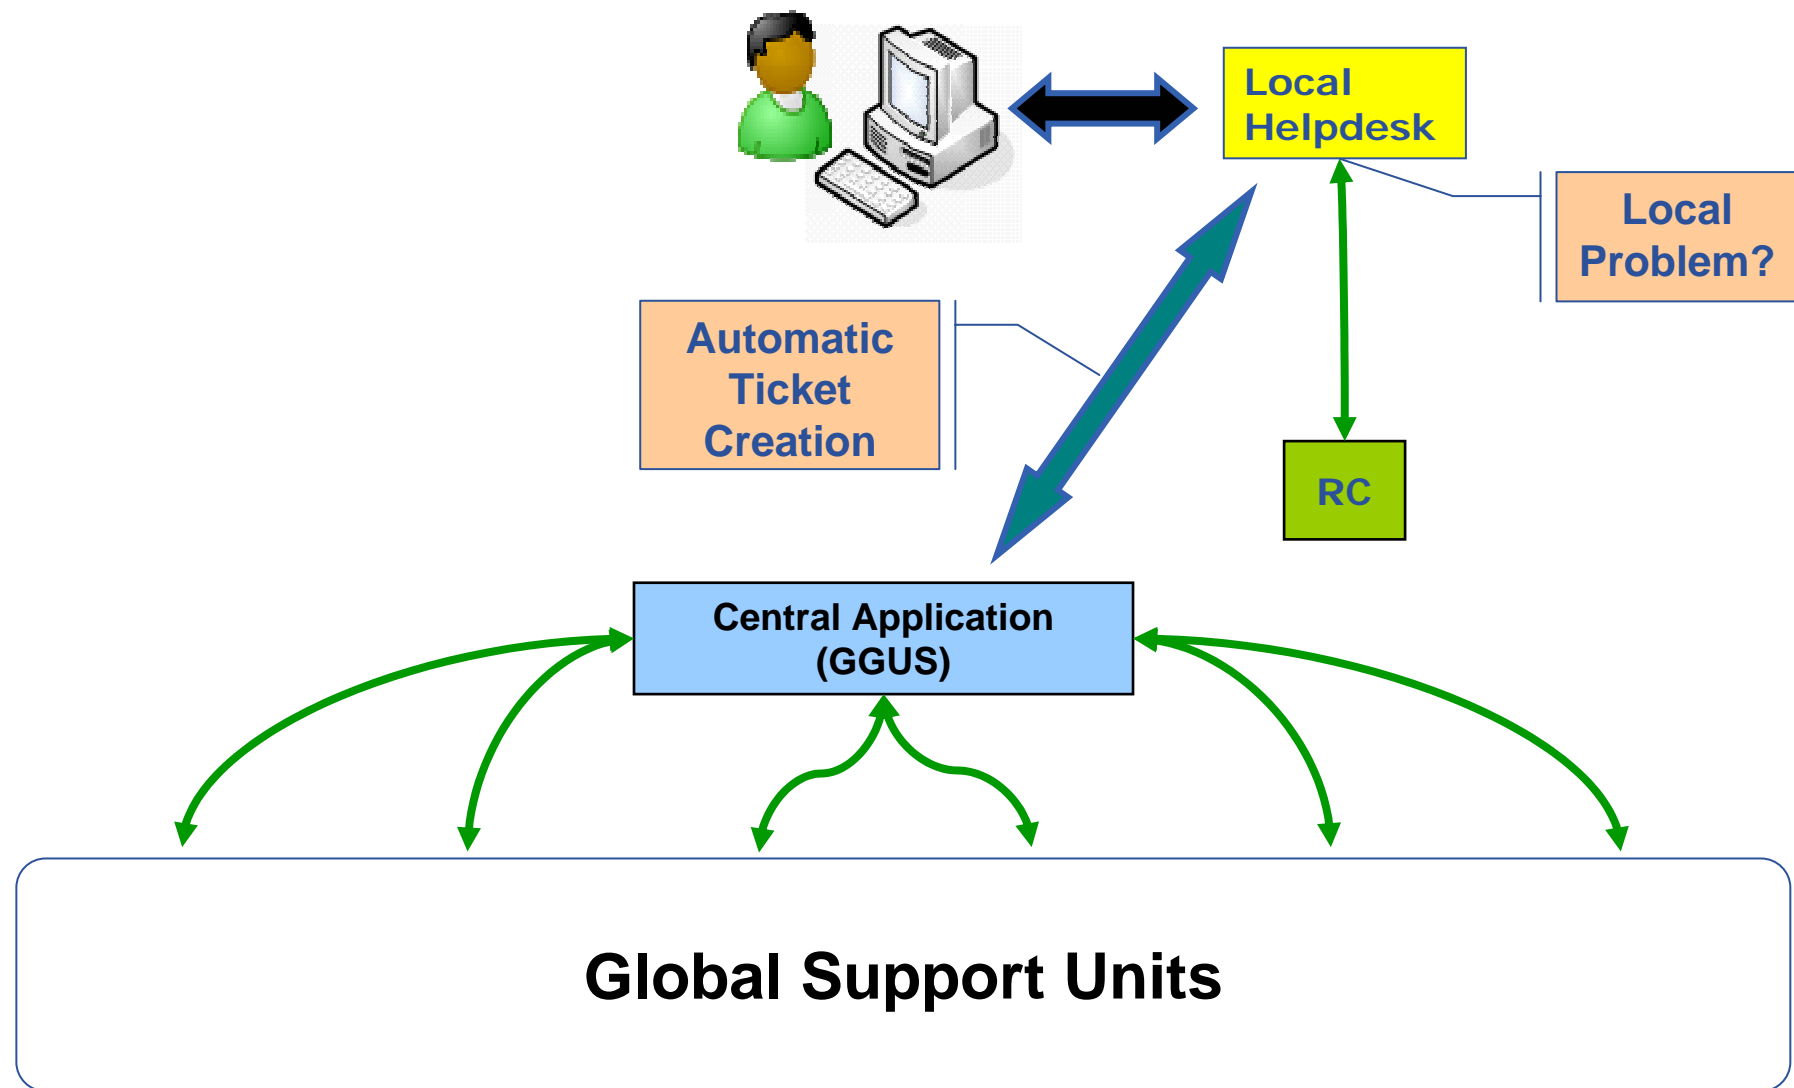 Local
Helpdesk
Local
Problem?
Automatic
Ticket
Creation
RC
Central Application
(GGUS)
Global Support Units